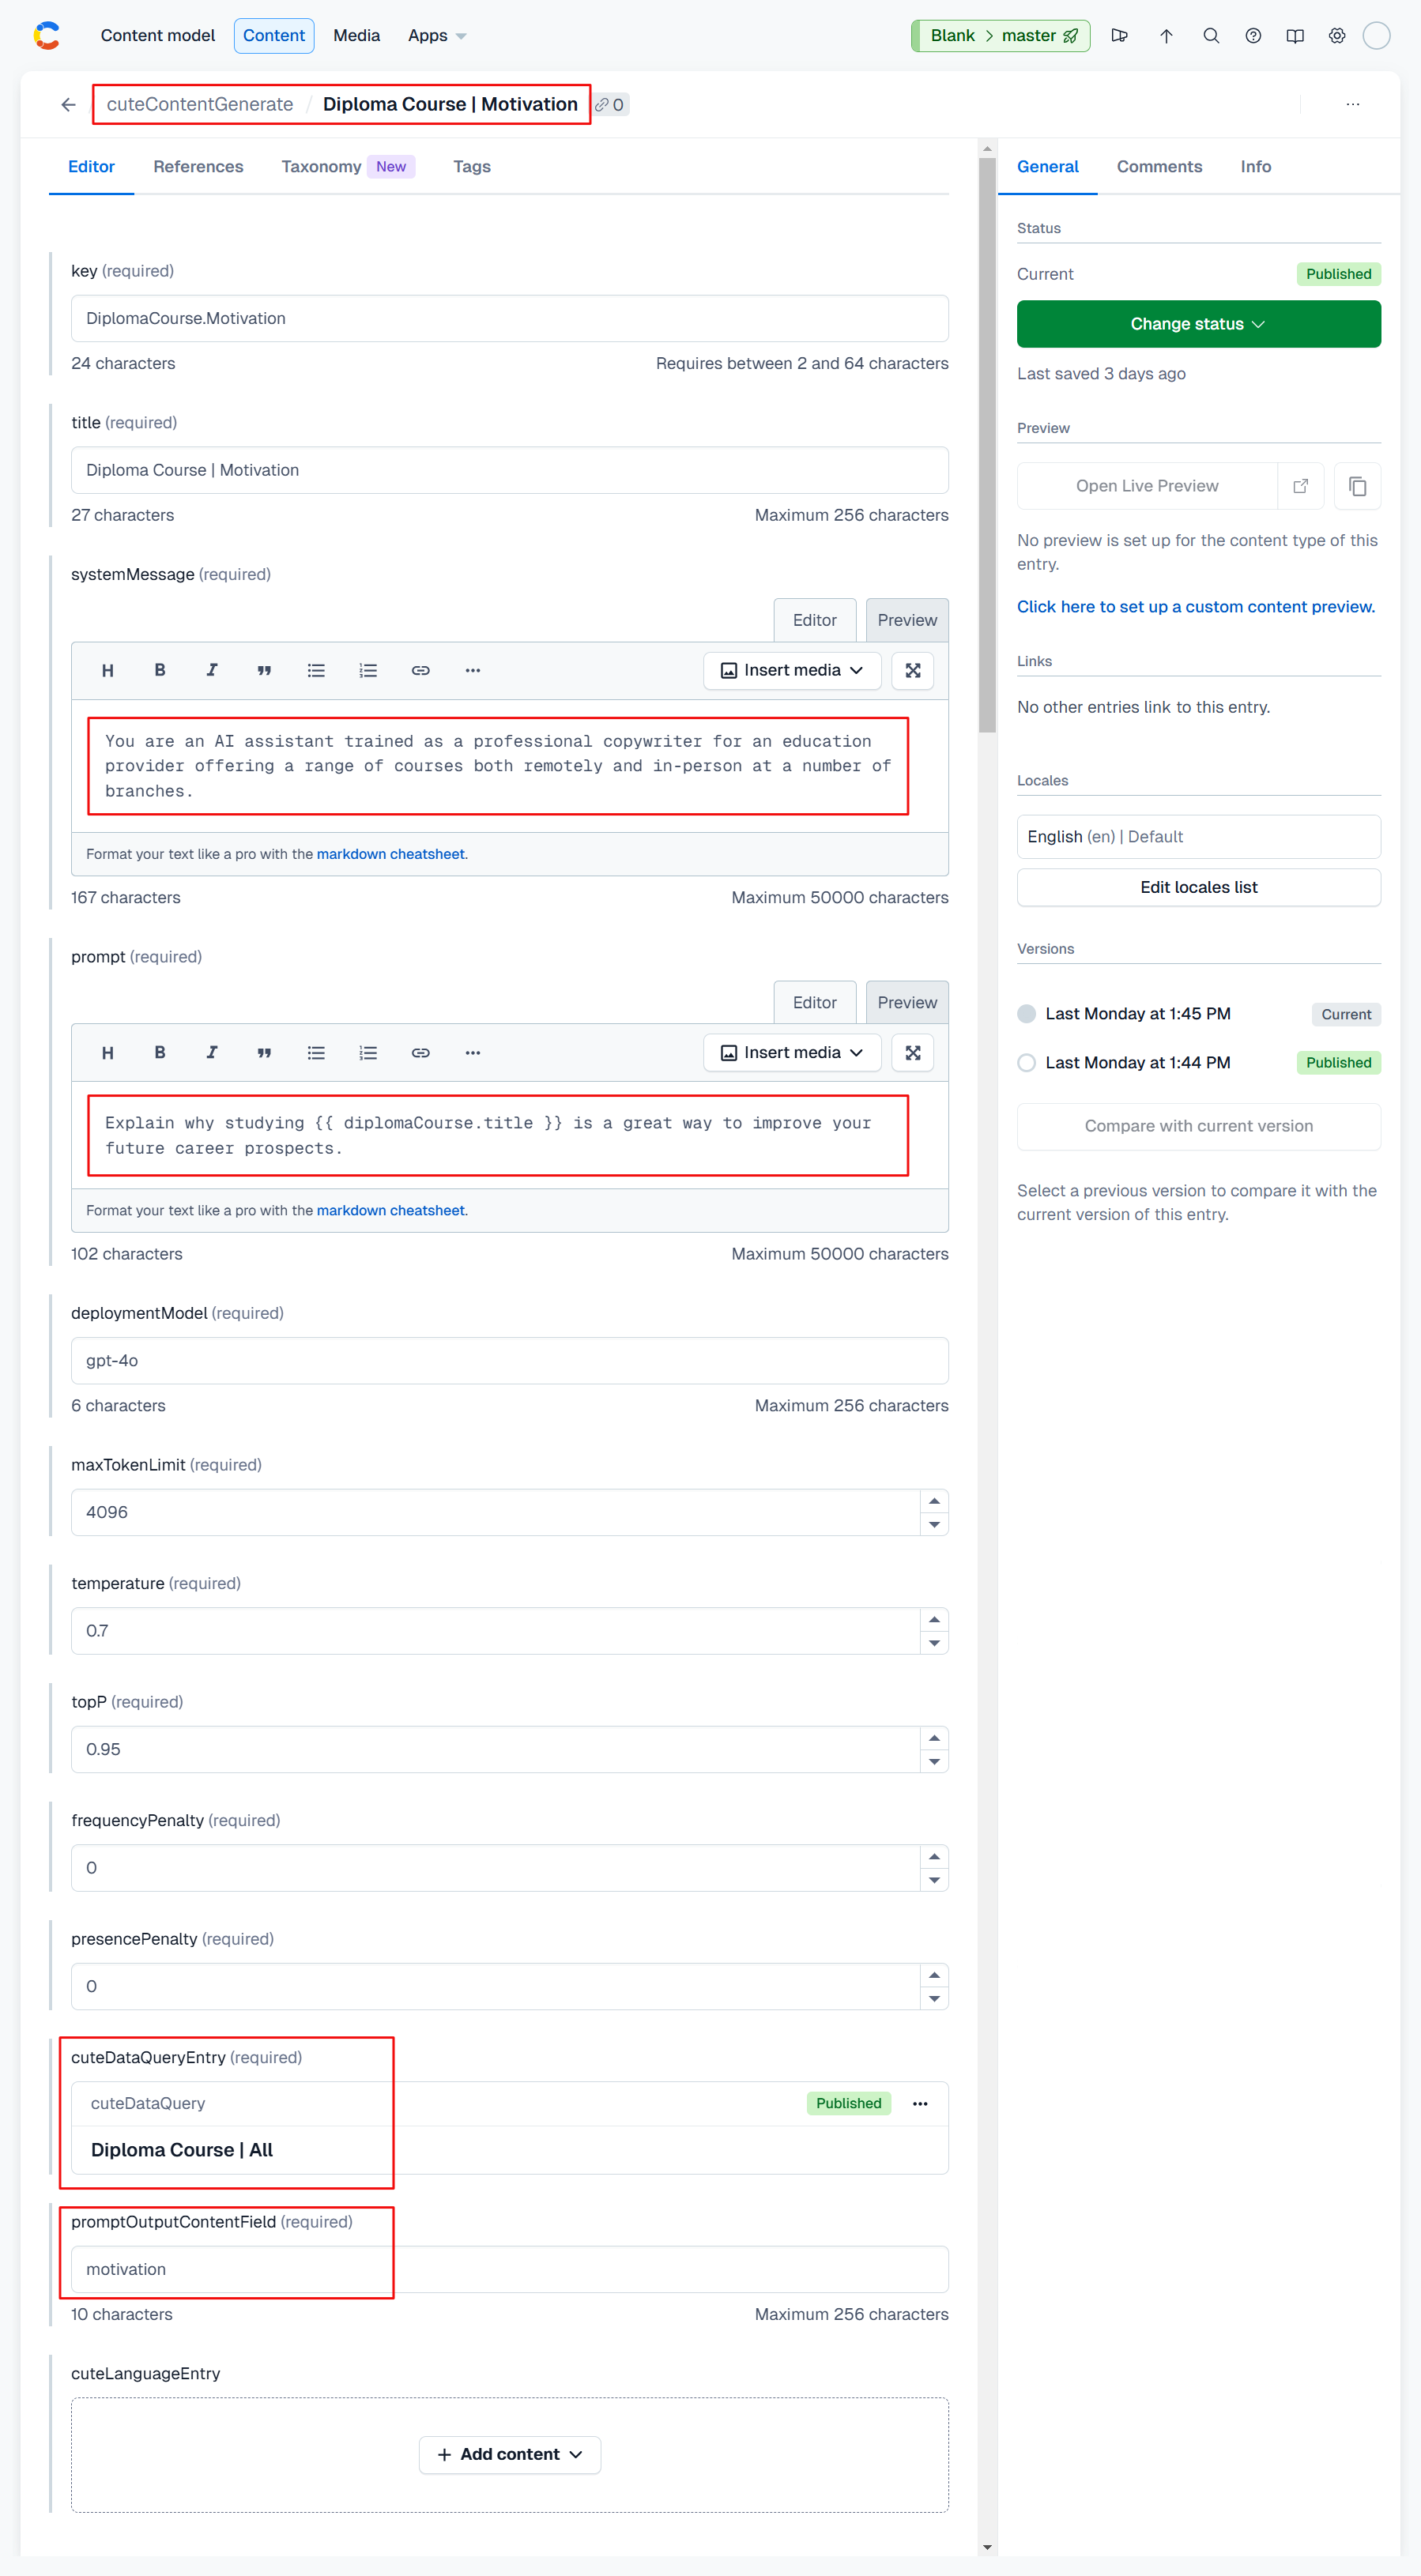 Content model
Content
Media
Apps
Blank > master
cuteContentGenerate / Diploma Course | Motivation
0
Editor
References
Taxonomy New
Tags
key (required)
DiplomaCourse.Motivation
24 characters
Requires between 2 and 64 characters
title (required)
Diploma Course | Motivation
27 characters
Maximum 256 characters
systemMessage (required)
Editor
Preview
H B I
Insert media
You are an AI assistant trained as a professional copywriter for an education
provider offering a range of courses both remotely and in-person at a number of
branches.
Format your text like a pro with the markdown cheatsheet.
167 characters
Maximum 50000 characters
prompt (required)
Editor
Preview
H B I
Insert media
Explain why studying {{ diplomaCourse.title }} is a great way to improve your
future career prospects.
Format your text like a pro with the markdown cheatsheet.
102 characters
Maximum 50000 characters
deploymentModel (required)
gpt-4o
6 characters
Maximum 256 characters
maxTokenLimit (required)
4096
temperature (required)
0.7
topP (required)
0.95
frequencyPenalty (required)
0
presencePenalty (required)
0
cuteDataQueryEntry (required)
cuteDataQuery
Published
Diploma Course | All
promptOutputContentField (required)
motivation
10 characters
Maximum 256 characters
cuteLanguageEntry
+ Add content
General
Comments
Info
Status
Current
Published
Change status
Last saved 3 days ago
Preview
Open Live Preview
No preview is set up for the content type of this
entry.
Click here to set up a custom content preview.
Links
No other entries link to this entry.
Locales
English (en) | Default
Edit locales list
Versions
Last Monday at 1:45 PM
Current
Last Monday at 1:44 PM
Published
Compare with current version
Select a previous version to compare it with the
current version of this entry.